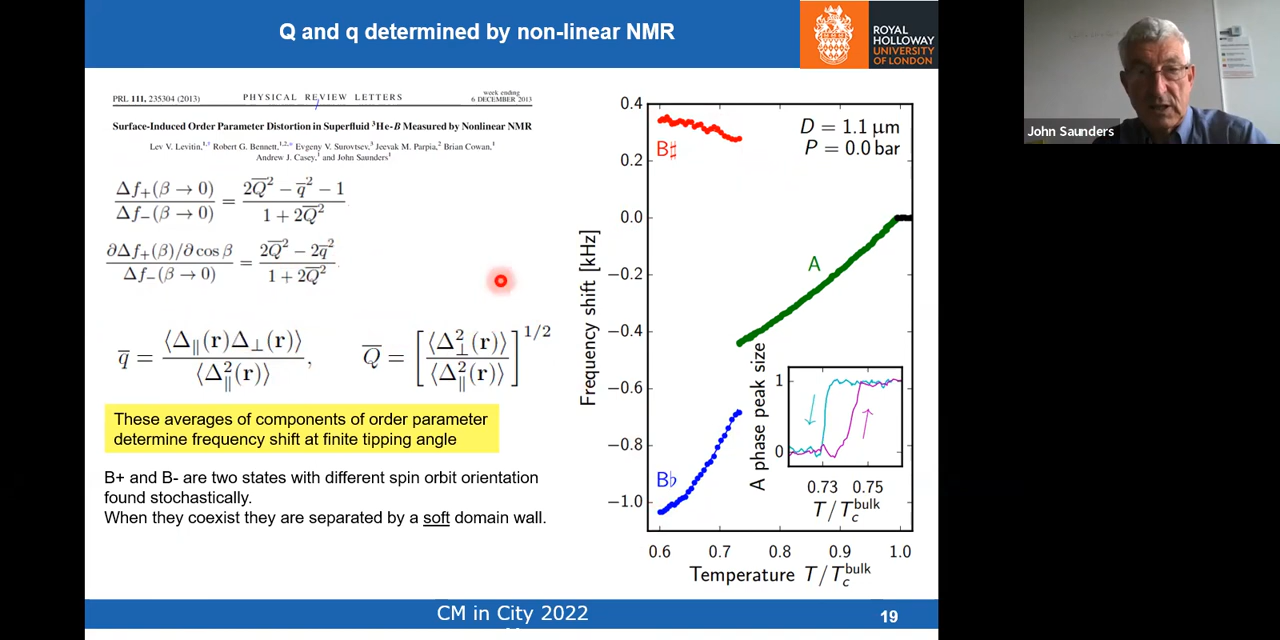 Q and q determined by non-linear NMR
ROYAL
HOLLOWAY
UNIVERSITY
OF LONDON
John Saunders
PRL 111, 235304 (2013)
PHYSICAL REVIEW LETTERS
week ending
6 DECEMBER 2013
Surface-Induced Order Parameter Distortion in Superfluid ³He-B Measured by Nonlinear NMR
Lev V. Levitin, Robert G. Bennett, Evgeny V. Surovtsev, Jeevak M. Parpia, Brian Cowan,
Andrew J. Casey, and John Saunders
Δf₊(β → 0) / Δf₋(β → 0) = (2Q̅² − q̅² − 1) / (1 + 2Q̅²)
∂Δf₊(β)/∂ cos β / Δf₋(β → 0) = (2Q̅² − 2q̅²) / (1 + 2Q̅²)
q̅ = ⟨Δ∥(r)Δ⊥(r)⟩ / ⟨Δ∥²(r)⟩, Q̅ = [⟨Δ⊥²(r)⟩ / ⟨Δ∥²(r)⟩]^1/2
These averages of components of order parameter
determine frequency shift at finite tipping angle
B+ and B- are two states with different spin orbit orientation
found stochastically.
When they coexist they are separated by a soft domain wall.
Frequency shift [kHz]
0.4
0.2
0.0
−0.2
−0.4
−0.6
−0.8
−1.0
D = 1.1 μm
P = 0.0 bar
B♯
A
B♭
A phase peak size
1
0
0.73 0.75
T/Tc^bulk
0.6 0.7 0.8 0.9 1.0
Temperature T/Tc^bulk
CM in City 2022
19